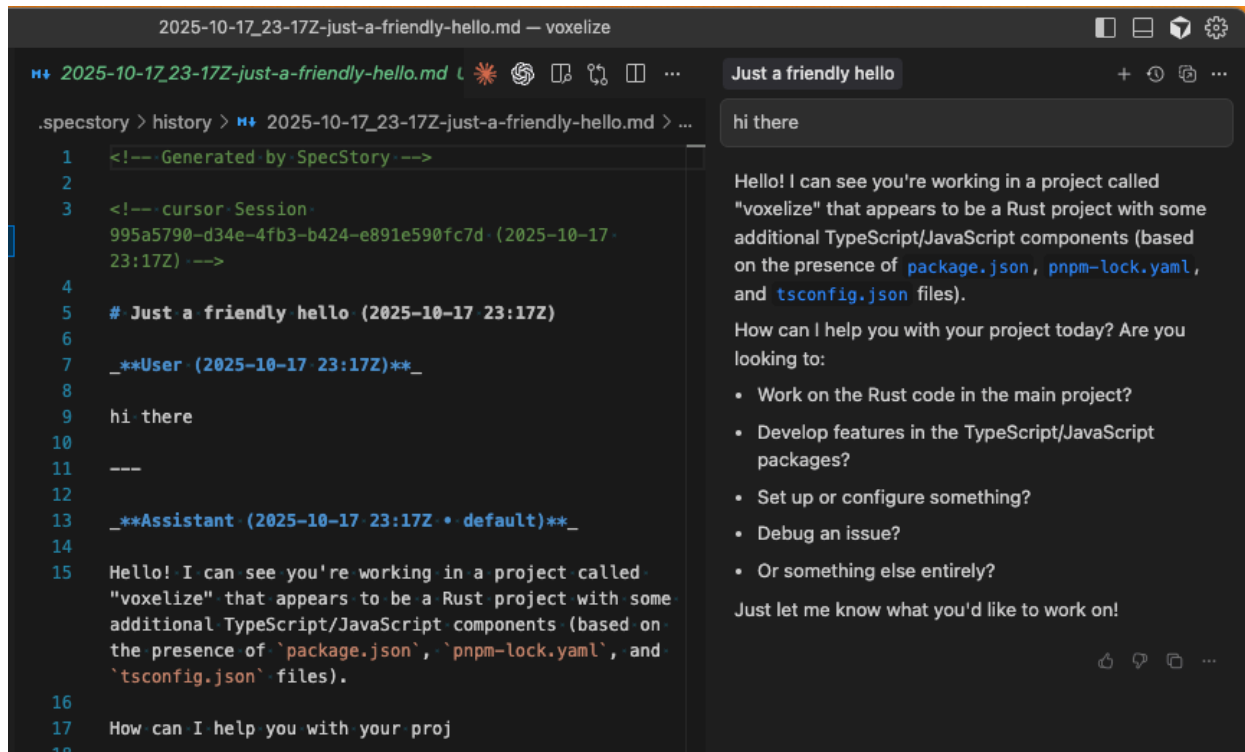 2025-10-17_23-17Z-just-a-friendly-hello.md — voxelize
2025-10-17_23-17Z-just-a-friendly-hello.md
.specstory > history > 2025-10-17_23-17Z-just-a-friendly-hello.md > ...
1 <!-- Generated by SpecStory -->
2
3 <!-- cursor Session
995a5790-d34e-4fb3-b424-e891e590fc7d (2025-10-17
23:17Z) -->
4
5 # Just a friendly hello (2025-10-17 23:17Z)
6
7 _**User (2025-10-17 23:17Z)**_
8
9 hi there
10
11 ---
12
13 _**Assistant (2025-10-17 23:17Z • default)**_
14
15 Hello! I can see you're working in a project called
"voxelize" that appears to be a Rust project with some
additional TypeScript/JavaScript components (based on
the presence of `package.json`, `pnpm-lock.yaml`, and
`tsconfig.json` files).
16
17 How can I help you with your proj
Just a friendly hello
hi there
Hello! I can see you're working in a project called
"voxelize" that appears to be a Rust project with some
additional TypeScript/JavaScript components (based
on the presence of package.json, pnpm-lock.yaml,
and tsconfig.json files).
How can I help you with your project today? Are you
looking to:
• Work on the Rust code in the main project?
• Develop features in the TypeScript/JavaScript
packages?
• Set up or configure something?
• Debug an issue?
• Or something else entirely?
Just let me know what you'd like to work on!